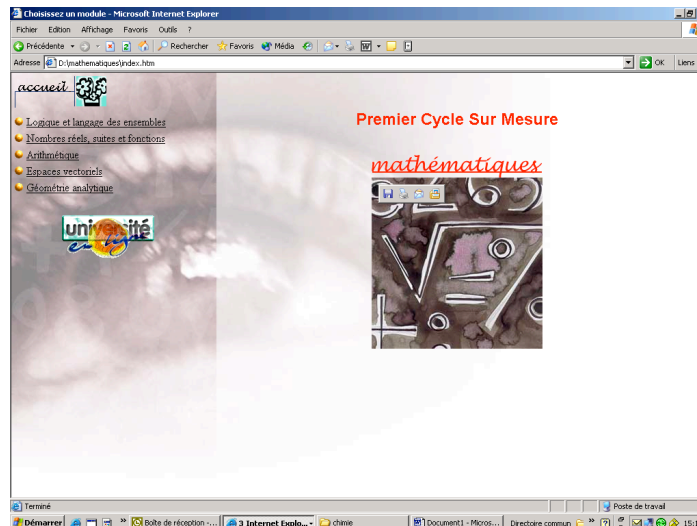 Choisissez un module - Microsoft Internet Explorer
Fichier Edition Affichage Favoris Outils ?
Précédente Rechercher Favoris Média
Adresse D:\mathematiques\index.htm OK Liens
accueil
Logique et langage des ensembles
Nombres réels, suites et fonctions
Arithmétique
Espaces vectoriels
Géométrie analytique
université
en ligne
Premier Cycle Sur Mesure
mathématiques
Terminé Poste de travail
Démarrer » Boîte de réception -... 3 Internet Explo... chimie Document1 - Micros... Directoire commun »